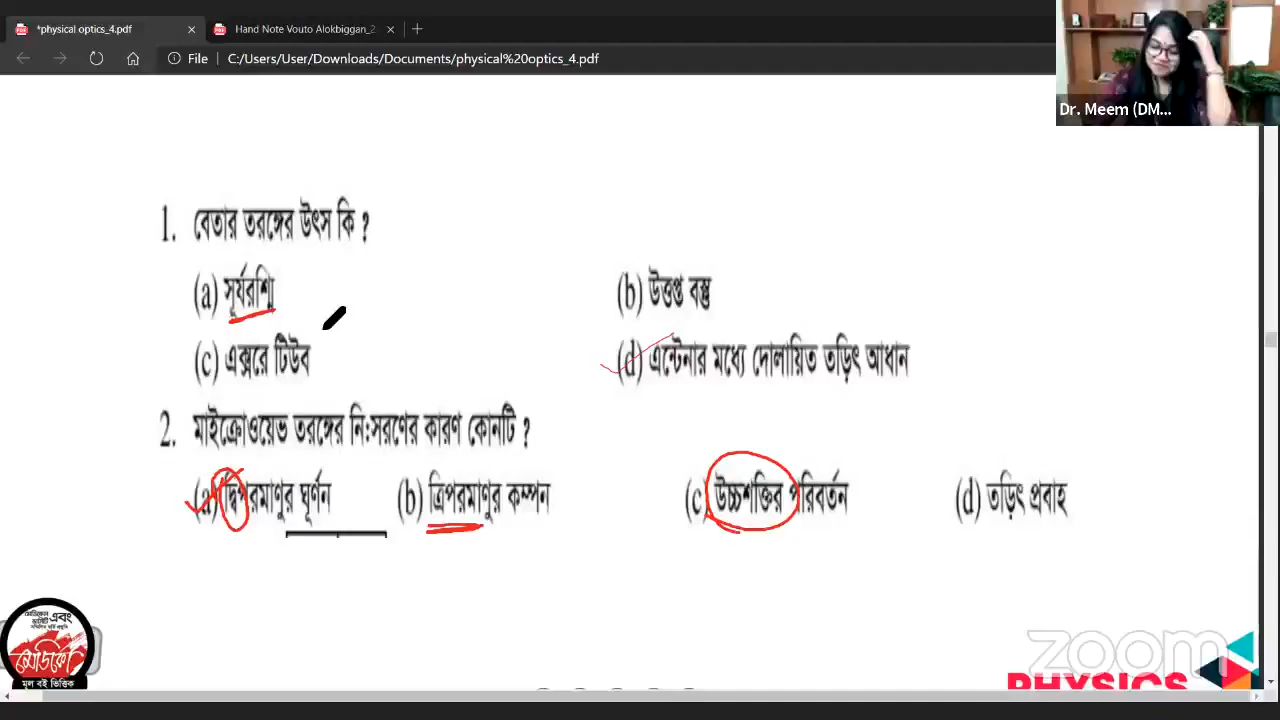 *physical optics_4.pdf
Hand Note Vouto Alokbiggan_2
File C:/Users/User/Downloads/Documents/physical%20optics_4.pdf
Dr. Meem (DM...
1. বেতার তরঙ্গের উৎস কি ?
(a) সূর্যরশ্মি (b) উত্তপ্ত বস্তু
(c) এক্সরে টিউব (d) এন্টেনার মধ্যে দোলায়িত তড়িৎ আধান
2. মাইক্রোওয়েভ তরঙ্গের নিঃসরণের কারণ কোনটি ?
(a) দ্বিপরমাণুর ঘূর্ণন (b) ত্রিপরমাণুর কম্পন (c) উচ্চশক্তির পরিবর্তন (d) তড়িৎ প্রবাহ
এবং
মেডিকো
মূল বই ভিত্তিক
zoom
PHYSICS